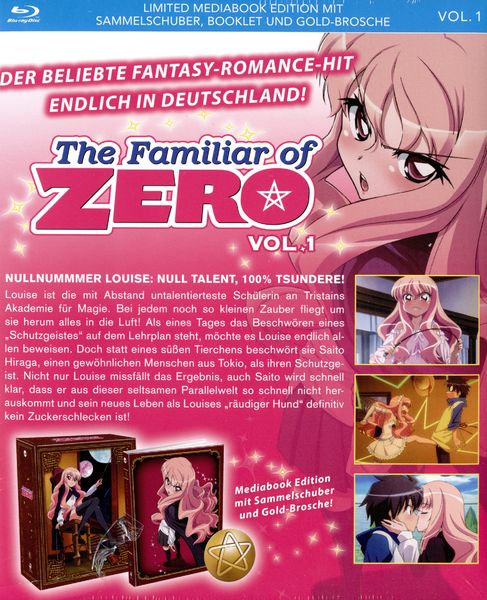 Blu-ray Disc
LIMITED MEDIABOOK EDITION MIT
SAMMELSCHUBER, BOOKLET UND GOLD-BROSCHE
VOL. 1
DER BELIEBTE FANTASY-ROMANCE-HIT
ENDLICH IN DEUTSCHLAND!
The Familiar of
ZERO
VOL. 1
NULLNUMMMER LOUISE: NULL TALENT, 100% TSUNDERE!
Louise ist die mit Abstand untalentierteste Schülerin an Tristains
Akademie für Magie. Bei jedem noch so kleinen Zauber fliegt um
sie herum alles in die Luft! Als eines Tages das Beschwören eines
„Schutzgeistes“ auf dem Lehrplan steht, möchte es Louise endlich al-
len beweisen. Doch statt eines süßen Tierchens beschwört sie Saito
Hiraga, einen gewöhnlichen Menschen aus Tokio, als ihren Schutzge-
ist. Nicht nur Louise missfällt das Ergebnis, auch Saito wird schnell
klar, dass er aus dieser seltsamen Parallelwelt so schnell nicht her-
auskommt und sein neues Leben als Louises „räudiger Hund“ definitiv
kein Zuckerschlecken ist!
Mediabook Edition
mit Sammelschuber
und Gold-Brosche!
ZERO